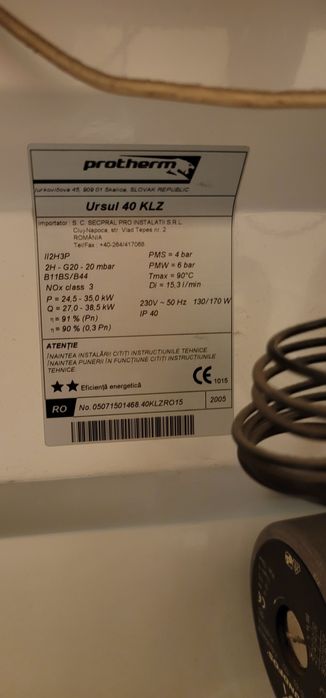 protherm
Jurkovičova 45, 909 01 Skalica, SLOVAK REPUBLIC
Ursul 40 KLZ
Importator : S. C. SECPRAL PRO INSTALATII S.R.L.
Cluj-Napoca, str. Vlad Tepes nr. 2
ROMÂNIA
Tel/Fax : +40-264/417068
II2H3P PMS = 4 bar
2H - G20 - 20 mbar PMW = 6 bar
B11BS/B44 Tmax = 90°C
NOx class 3 Di = 15,3 l/min
P = 24,5 - 35,0 kW 230V ~ 50 Hz 130/170 W
Q = 27,0 - 38,5 kW IP 40
η = 91 % (Pn)
η = 90 % (0,3 Pn)
ATENŢIE
ÎNAINTEA INSTALĂRII CITIŢI INSTRUCŢIUNILE TEHNICE.
ÎNAINTEA PUNERII ÎN FUNCŢIUNE CITIŢI INSTRUCŢIUNILE
TEHNICE.
★★ Eficienţă energetică CE 1015
RO No. 05071501468.40KLZRO15 2005